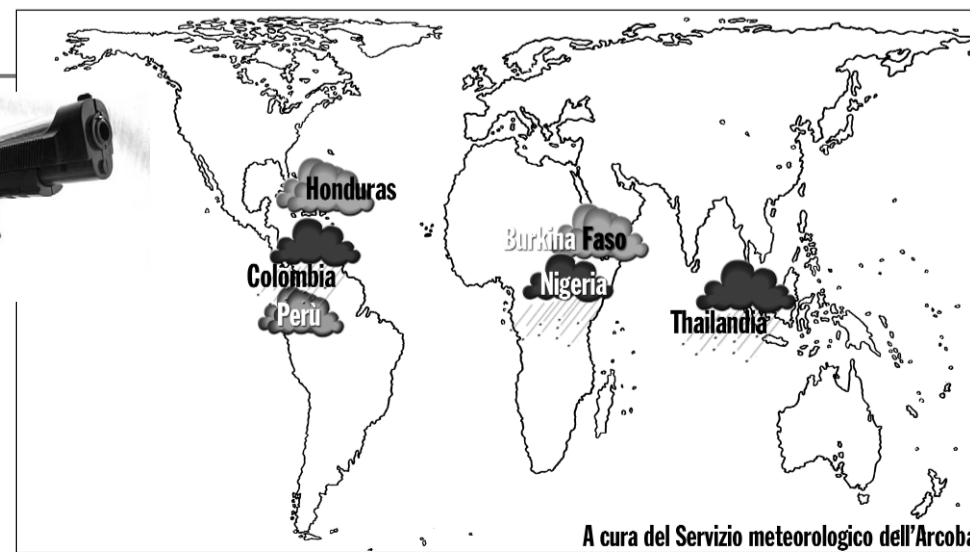 Honduras
Burkina Faso
Colombia
Nigeria
Perù
Thailandia
A cura del Servizio meteorologico dell'Arcoba